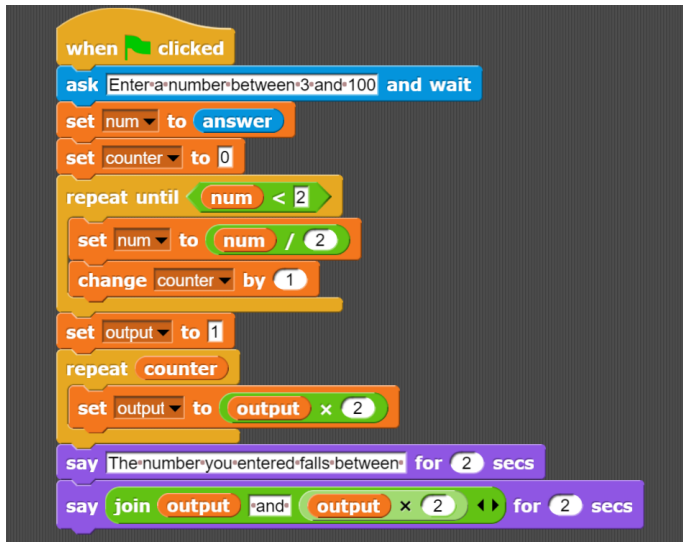 when clicked
ask Enter a number between 3 and 100 and wait
set num to answer
set counter to 0
repeat until num < 2
set num to num / 2
change counter by 1
set output to 1
repeat counter
set output to output × 2
say The number you entered falls between for 2 secs
say join output and output × 2 for 2 secs